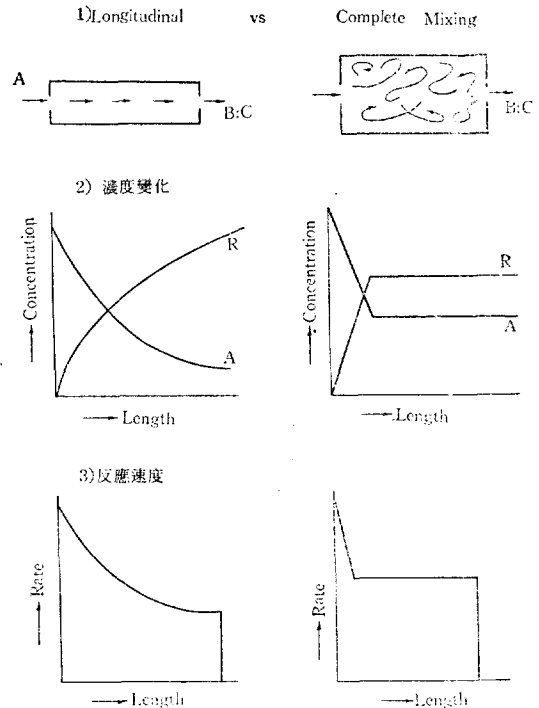 1)Longitudinal vs Complete Mixing
A
B:C
B:C
2) 濃度變化
Concentration
R
A
Length
Concentration
R
A
Length
3)反應速度
Rate
Length
Rate
Length